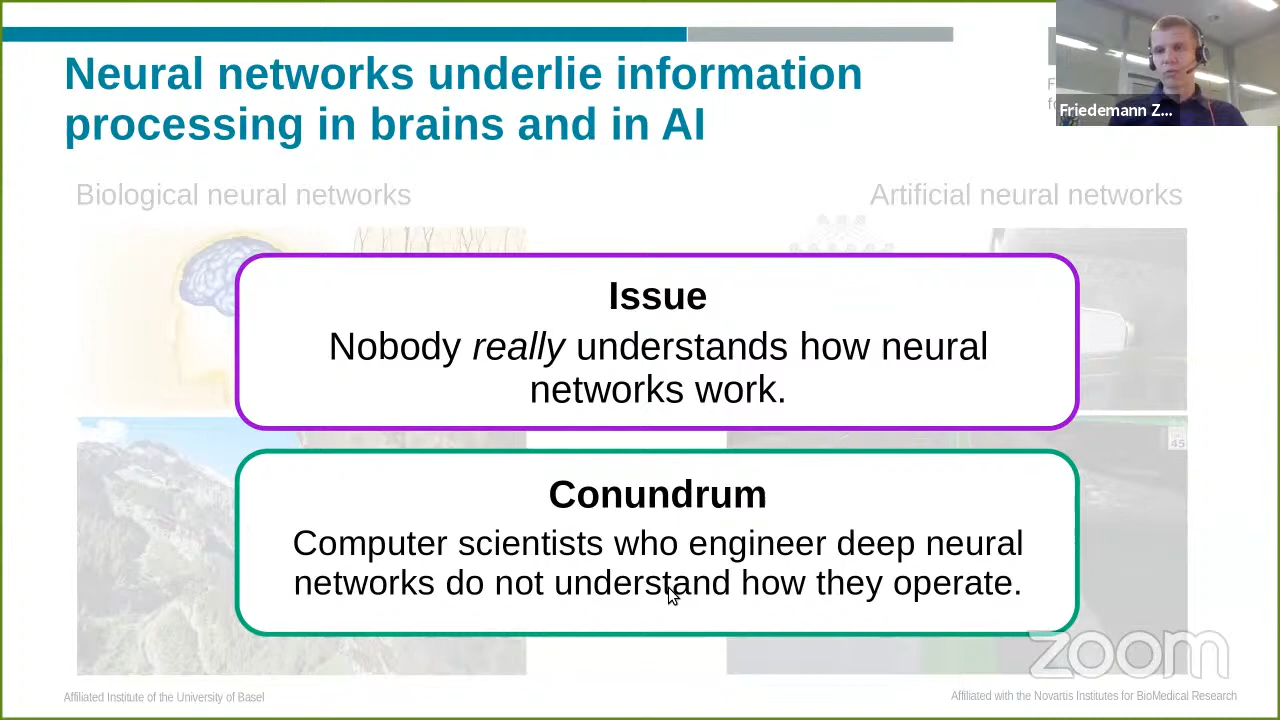 Neural networks underlie information
processing in brains and in AI
Friedemann Z...
Biological neural networks
Artificial neural networks
Issue
Nobody really understands how neural
networks work.
45
Conundrum
Computer scientists who engineer deep neural
networks do not understand how they operate.
zoom
Affiliated Institute of the University of Basel
Affiliated with the Novartis Institutes for BioMedical Research